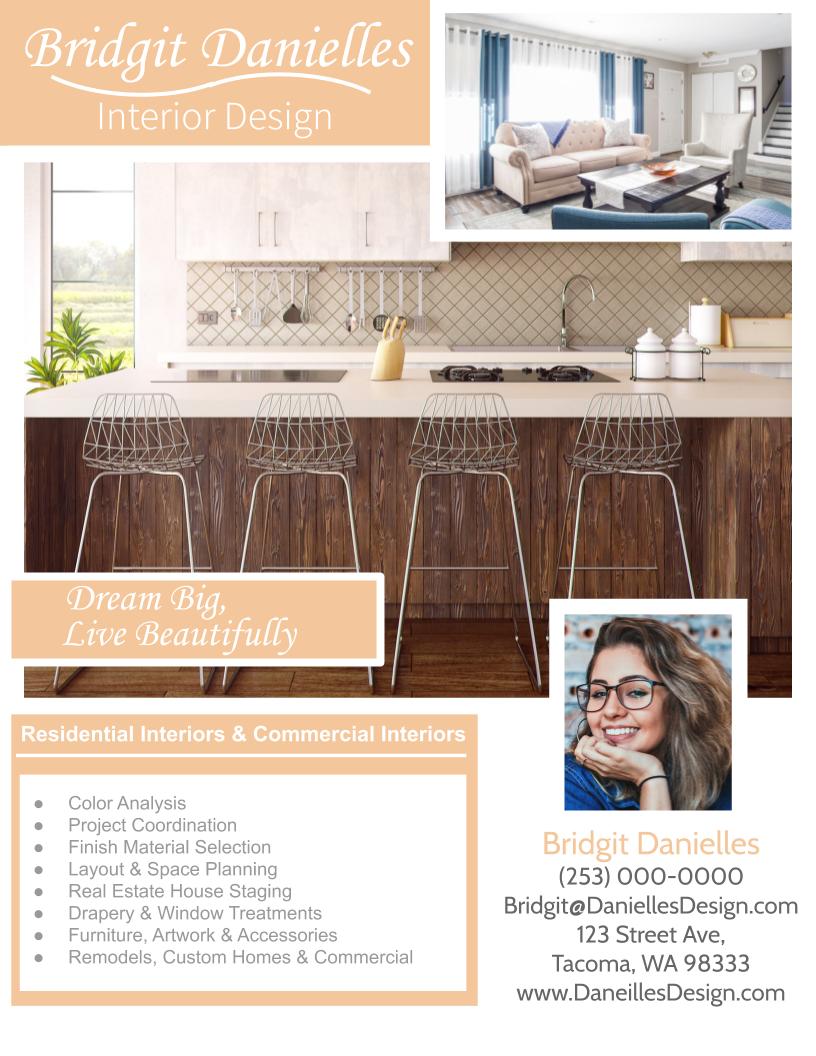 Bridgit Danielles
Interior Design
Dream Big,
Live Beautifully
Residential Interiors & Commercial Interiors
● Color Analysis
● Project Coordination
● Finish Material Selection
● Layout & Space Planning
● Real Estate House Staging
● Drapery & Window Treatments
● Furniture, Artwork & Accessories
● Remodels, Custom Homes & Commercial
Bridgit Danielles
(253) 000-0000
Bridgit@DaniellesDesign.com
123 Street Ave,
Tacoma, WA 98333
www.DaneillesDesign.com